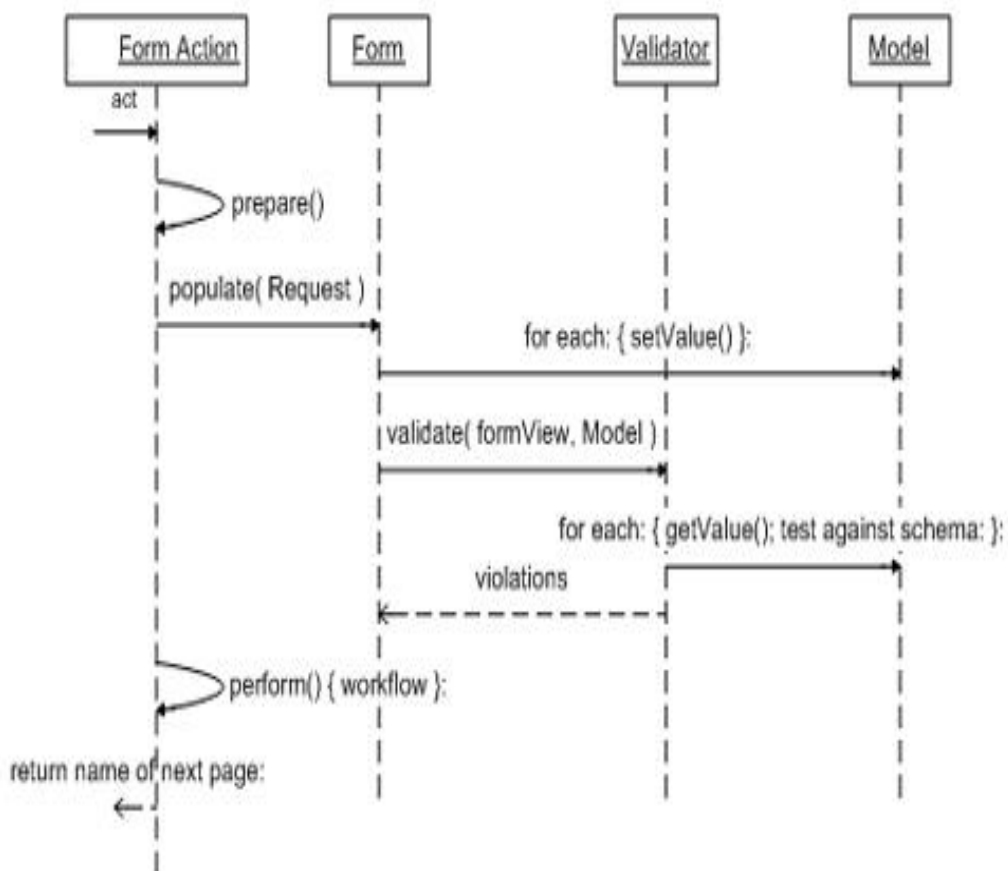 Form Action
Form
Validator
Model
act
prepare()
populate( Request )
for each: { setValue() }:
validate( formView, Model )
for each: { getValue(); test against schema: }:
violations
perform() { workflow }:
return name of next page: